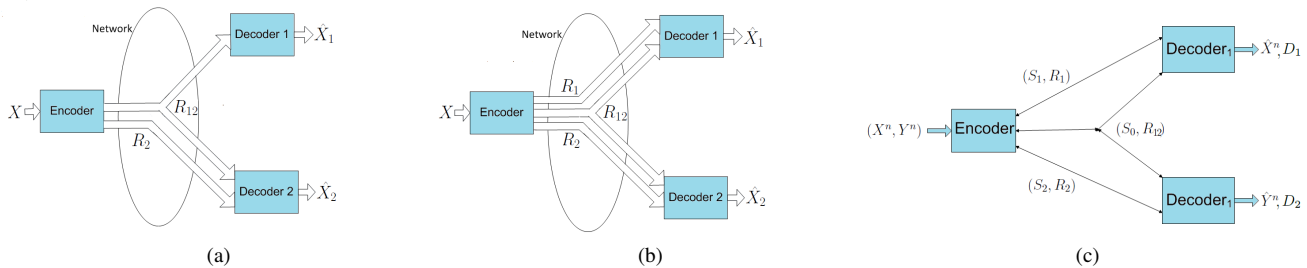 Network
X
Encoder
R₁₂
R₂
Decoder 1
X̂₁
Decoder 2
X̂₂
(a)
Network
X
Encoder
R₁
R₁₂
R₂
Decoder 1
X̂₁
Decoder 2
X̂₂
(b)
(Xⁿ, Yⁿ)
Encoder
(S₁, R₁)
(S₀, R₁₂)
(S₂, R₂)
Decoder₁
X̂ⁿ, D₁
Decoder₁
Ŷⁿ, D₂
(c)